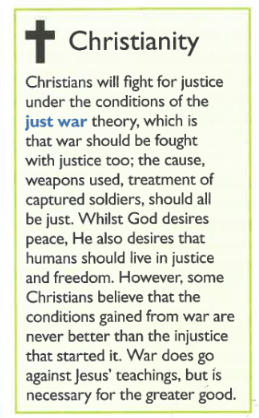 Christianity
Christians will fight for justice
under the conditions of the
just war theory, which is
that war should be fought
with justice too; the cause,
weapons used, treatment of
captured soldiers, should all
be just. Whilst God desires
peace, He also desires that
humans should live in justice
and freedom. However, some
Christians believe that the
conditions gained from war are
never better than the injustice
that started it. War does go
against Jesus' teachings, but is
necessary for the greater good.